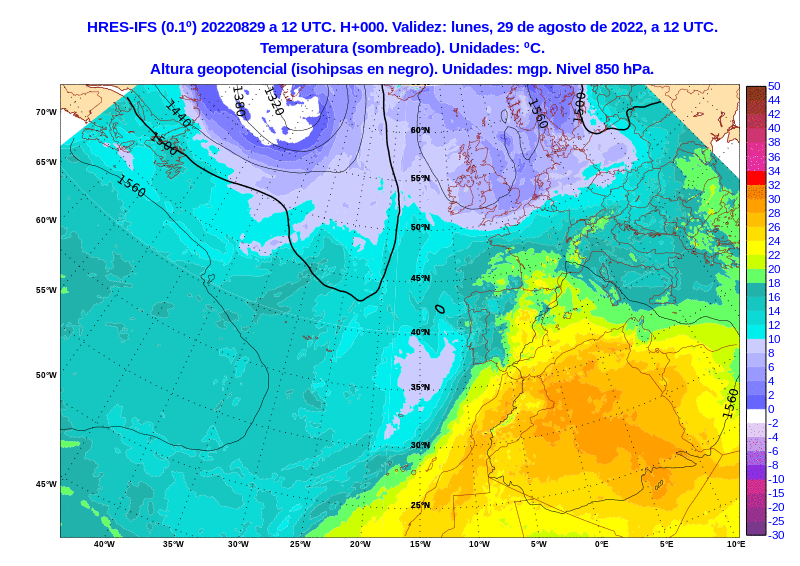 HRES-IFS (0.1º) 20220829 a 12 UTC. H+000. Validez: lunes, 29 de agosto de 2022, a 12 UTC.
Temperatura (sombreado). Unidades: ºC.
Altura geopotencial (isohipsas en negro). Unidades: mgp. Nivel 850 hPa.
70°W
65°W
60°W
55°W
50°W
45°W
40°W
35°W
30°W
25°W
20°W
15°W
10°W
5°W
0°E
5°E
10°E
60°N
55°N
50°N
45°N
40°N
35°N
30°N
25°N
1380
1320
1440
1500
1560
1560
1500
1560
50
44
42
40
38
36
34
32
30
28
26
24
22
20
18
16
14
12
10
8
6
4
2
0
-2
-4
-6
-8
-10
-15
-20
-25
-30